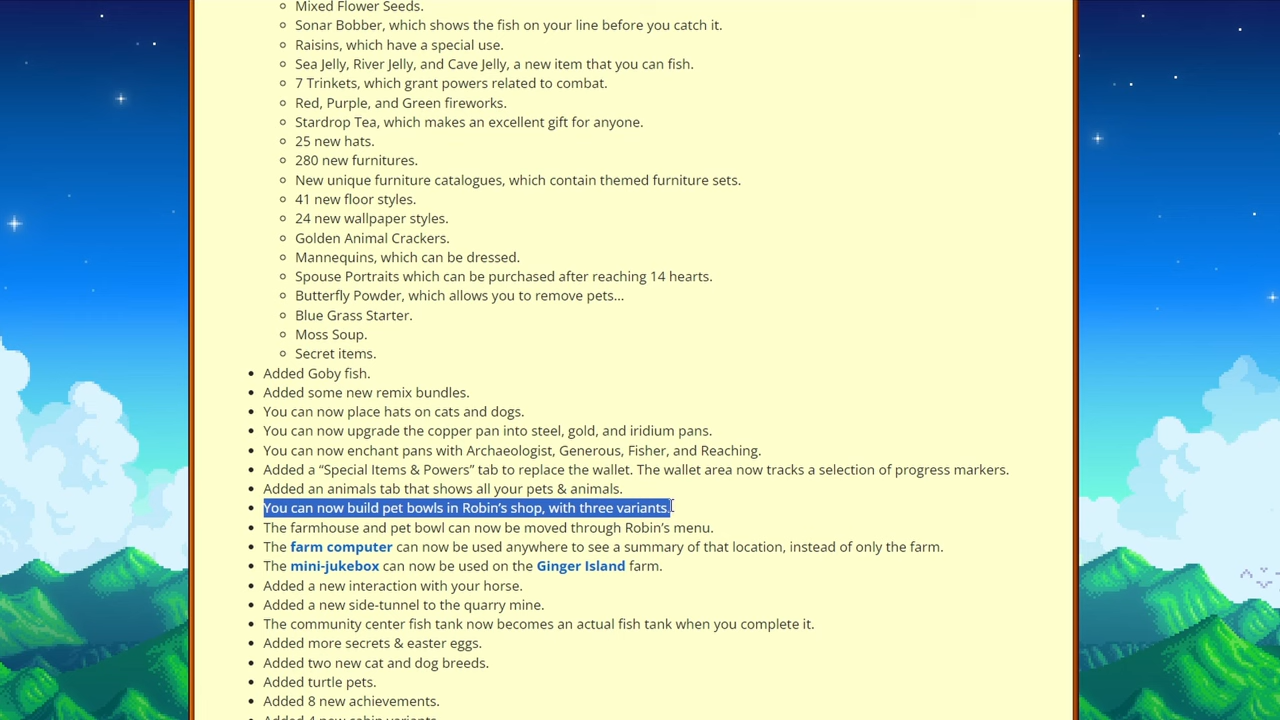 Mixed Flower Seeds.
Sonar Bobber, which shows the fish on your line before you catch it.
Raisins, which have a special use.
Sea Jelly, River Jelly, and Cave Jelly, a new item that you can fish.
7 Trinkets, which grant powers related to combat.
Red, Purple, and Green fireworks.
Stardrop Tea, which makes an excellent gift for anyone.
25 new hats.
280 new furnitures.
New unique furniture catalogues, which contain themed furniture sets.
41 new floor styles.
24 new wallpaper styles.
Golden Animal Crackers.
Mannequins, which can be dressed.
Spouse Portraits which can be purchased after reaching 14 hearts.
Butterfly Powder, which allows you to remove pets…
Blue Grass Starter.
Moss Soup.
Secret items.
Added Goby fish.
Added some new remix bundles.
You can now place hats on cats and dogs.
You can now upgrade the copper pan into steel, gold, and iridium pans.
You can now enchant pans with Archaeologist, Generous, Fisher, and Reaching.
Added a “Special Items & Powers” tab to replace the wallet. The wallet area now tracks a selection of progress markers.
Added an animals tab that shows all your pets & animals.
You can now build pet bowls in Robin’s shop, with three variants.
The farmhouse and pet bowl can now be moved through Robin’s menu.
The farm computer can now be used anywhere to see a summary of that location, instead of only the farm.
The mini-jukebox can now be used on the Ginger Island farm.
Added a new interaction with your horse.
Added a new side-tunnel to the quarry mine.
The community center fish tank now becomes an actual fish tank when you complete it.
Added more secrets & easter eggs.
Added two new cat and dog breeds.
Added turtle pets.
Added 8 new achievements.
Added 4 new cabin variants.